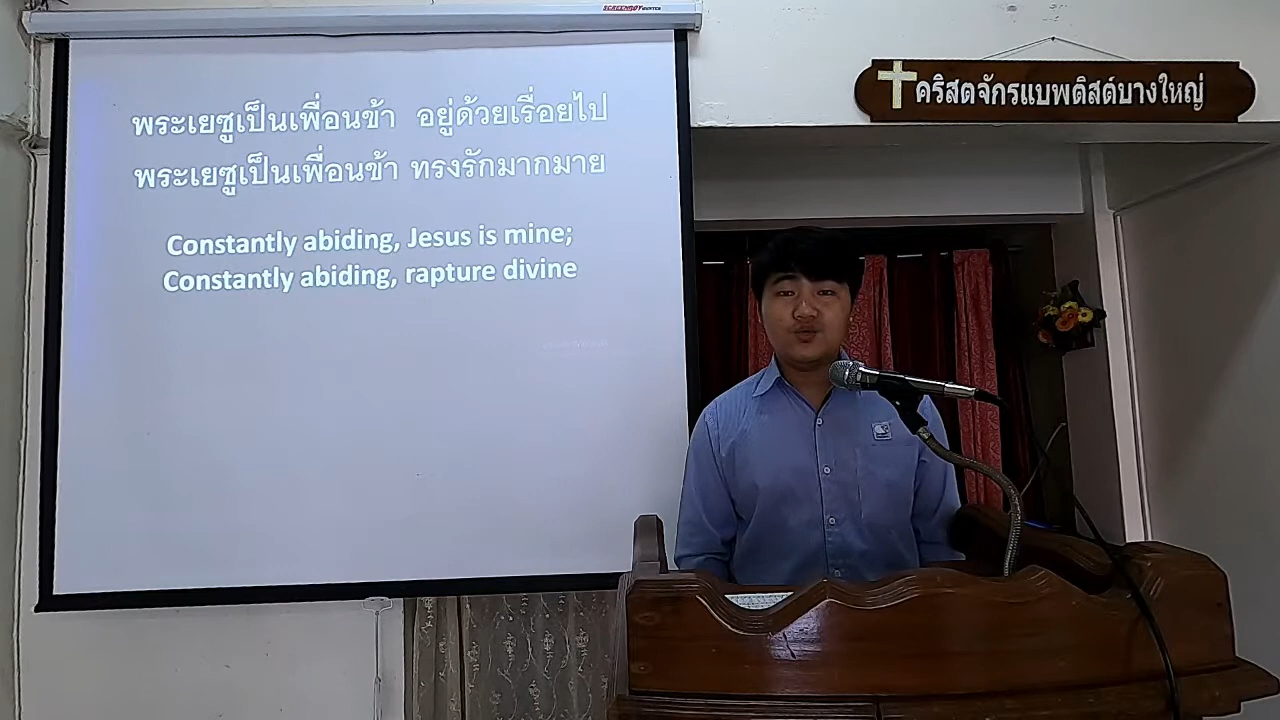 พระเยซูเป็นเพื่อนข้า อยู่ด้วยเรื่อยไป
พระเยซูเป็นเพื่อนข้า ทรงรักมากมาย
Constantly abiding, Jesus is mine;
Constantly abiding, rapture divine
คริสตจักรแบพติสต์บางใหญ่